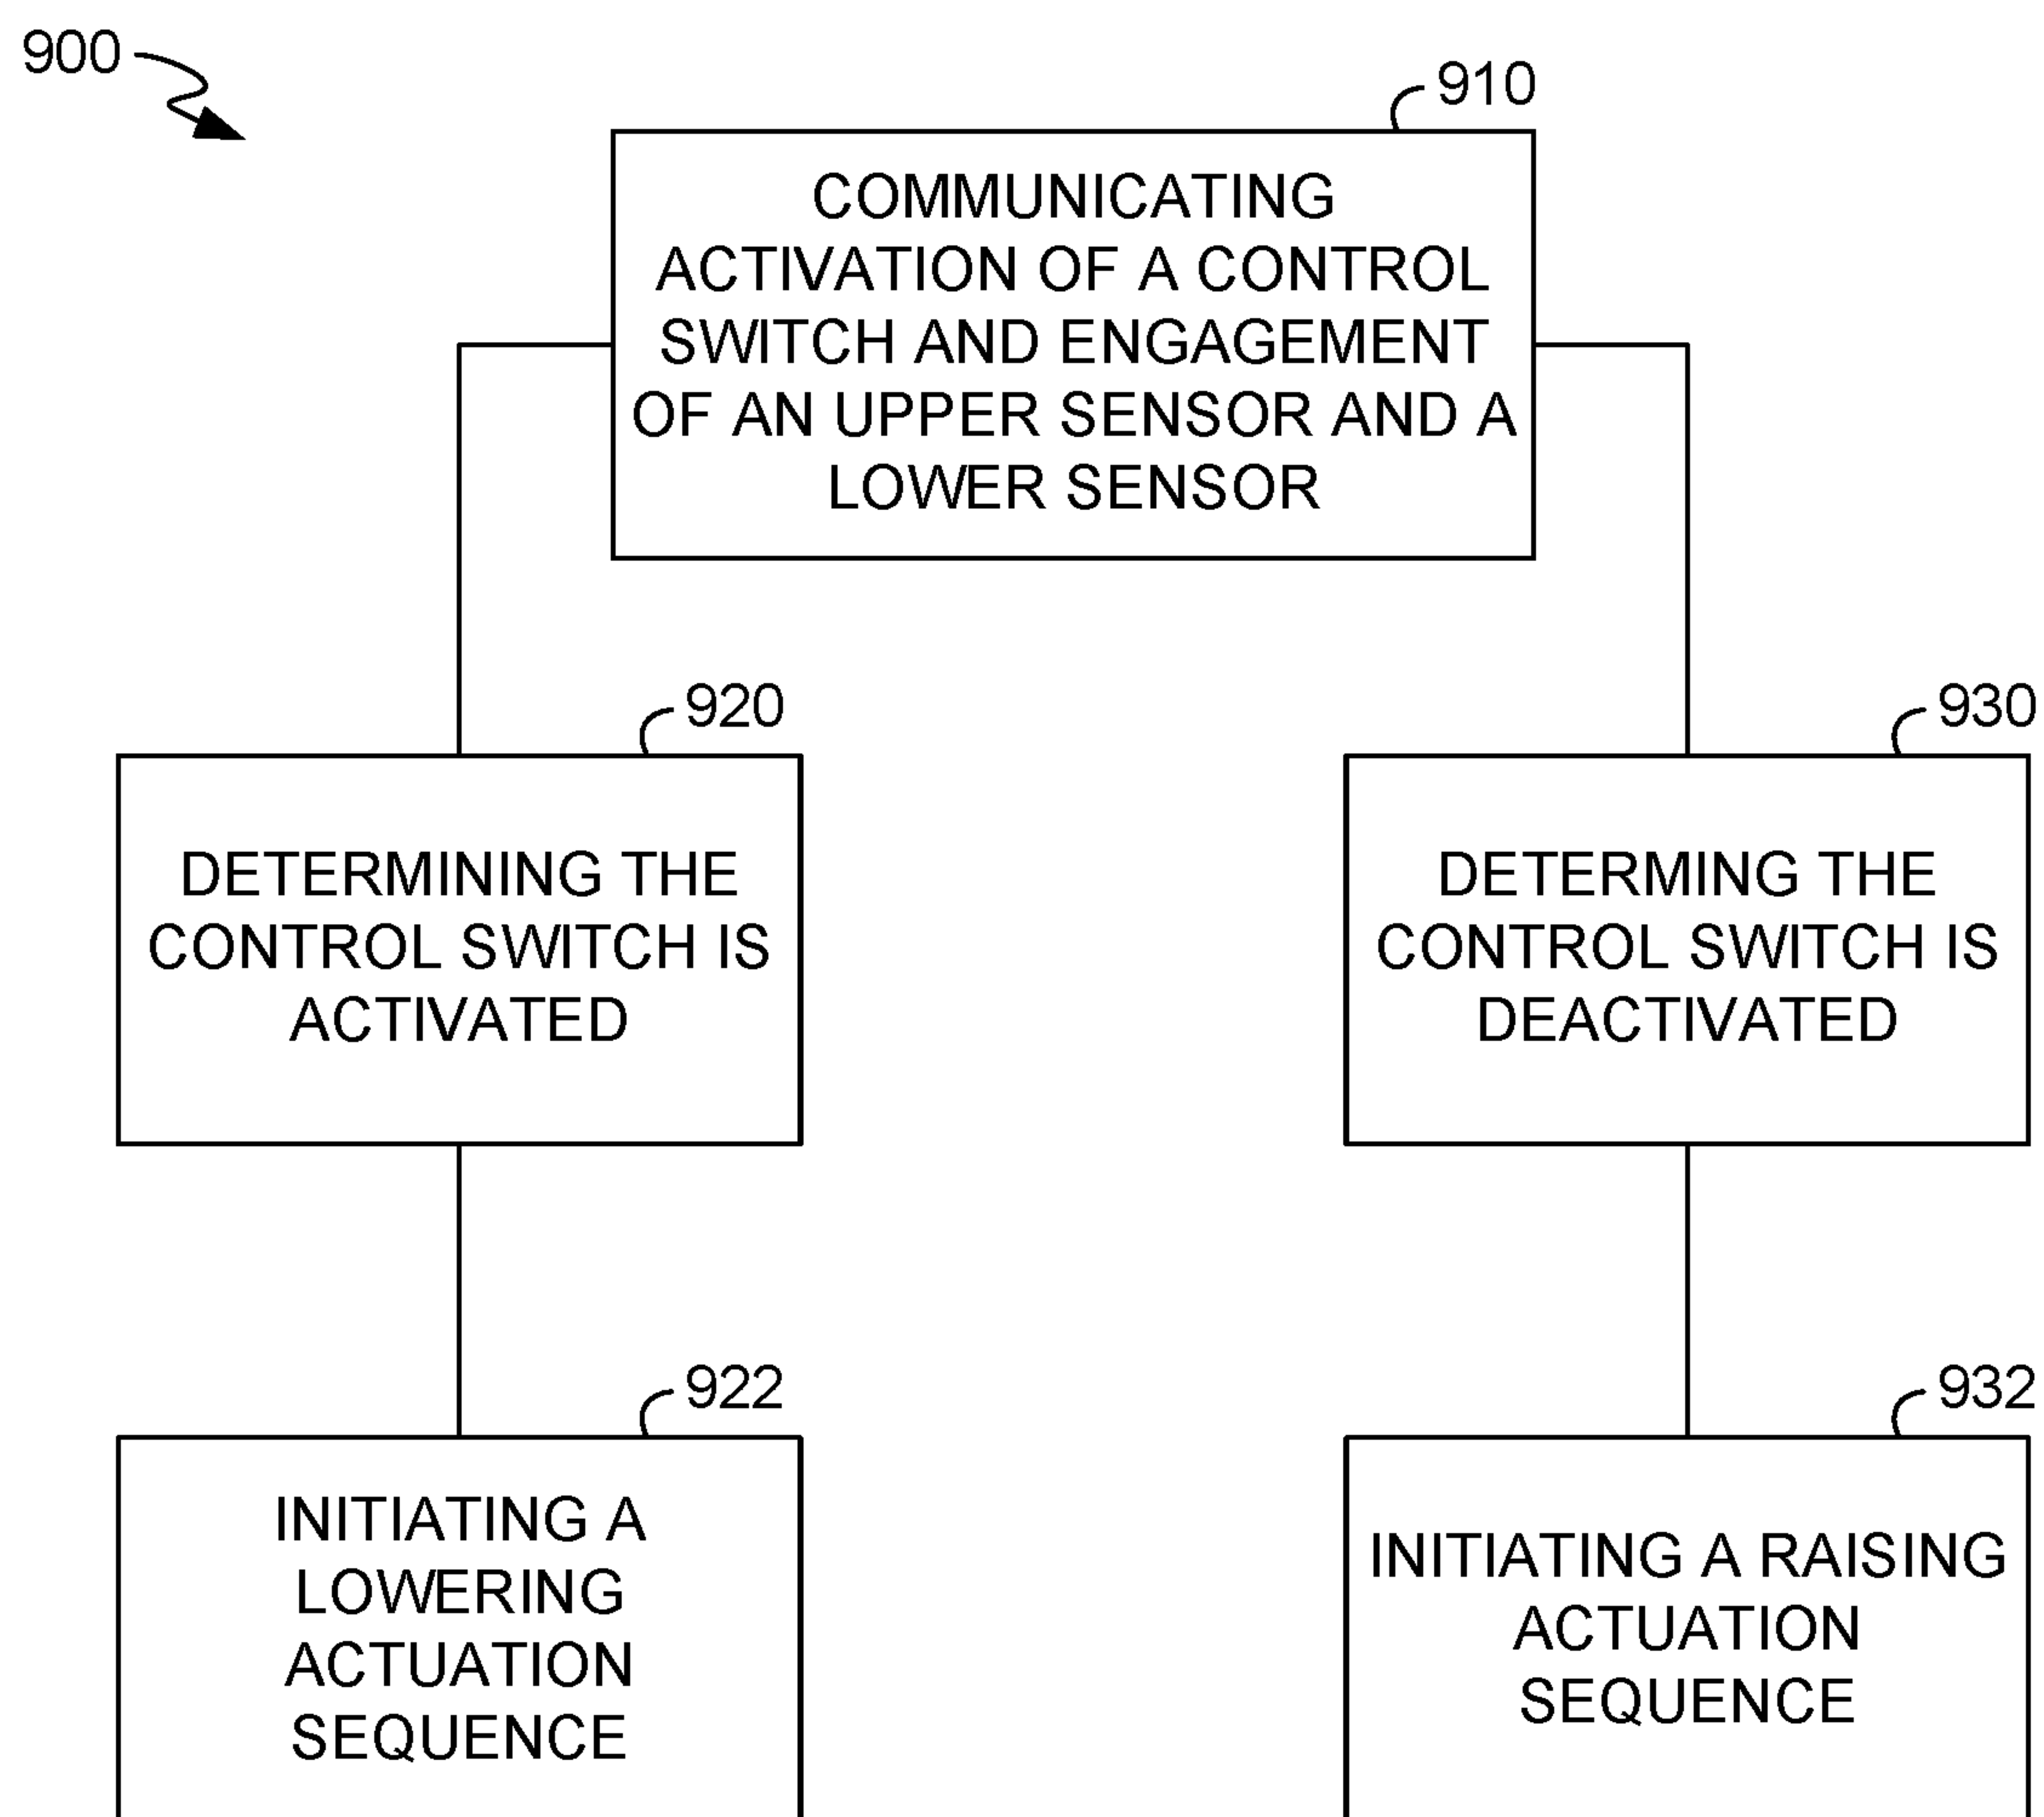 900
910
COMMUNICATING
ACTIVATION OF A CONTROL
SWITCH AND ENGAGEMENT
OF AN UPPER SENSOR AND A
LOWER SENSOR
920
DETERMINING THE
CONTROL SWITCH IS
ACTIVATED
930
DETERMING THE
CONTROL SWITCH IS
DEACTIVATED
922
INITIATING A
LOWERING
ACTUATION
SEQUENCE
932
INITIATING A RAISING
ACTUATION
SEQUENCE